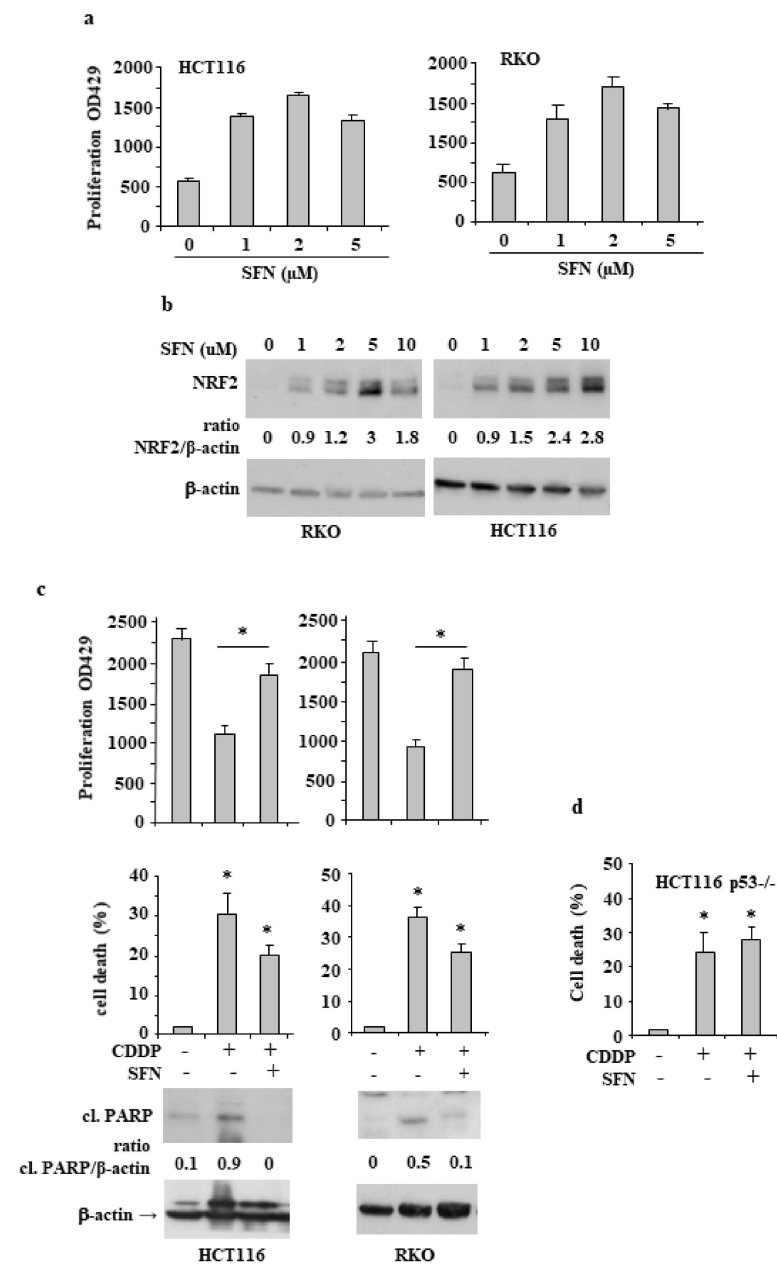 a
HCT116
RKO
Proliferation OD429
2000
1500
1000
500
0
2000
1500
1500
500
0
0 1 2 5
SFN (µM)
0 1 2 5
SFN (µM)
b
SFN (uM) 0 1 2 5 10 0 1 2 5 10
NRF2
ratio
NRF2/β-actin 0 0.9 1.2 3 1.8 0 0.9 1.5 2.4 2.8
β-actin
RKO HCT116
c
Proliferation OD429
2500
2000
1500
1000
500
0
*
2500
2000
1500
1000
500
0
*
cell death (%)
40
30
20
10
0
* *
50
40
30
20
10
0
* *
CDDP - + + - + +
SFN - - + - - +
cl. PARP
ratio
cl. PARP/β-actin 0.1 0.9 0 0 0.5 0.1
β-actin →
HCT116 RKO
d
HCT116 p53-/-
Cell death (%)
50
40
30
20
10
0
* *
CDDP - + +
SFN - - +